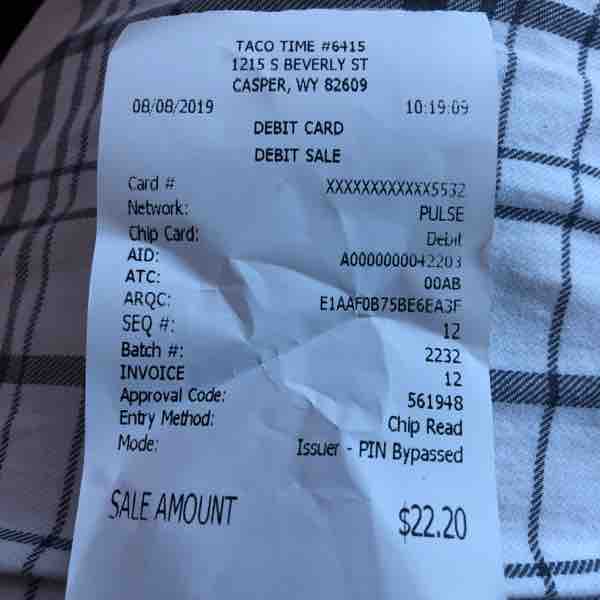 TACO TIME #6415
1215 S BEVERLY ST
CASPER, WY 82609
08/08/2019 10:19:09
DEBIT CARD
DEBIT SALE
Card # XXXXXXXXXXXX5532
Network: PULSE
Chip Card: Debit
AID: A0000000042203
ATC: 00AB
ARQC: E1AAF0B75BE6EA3F
SEQ #: 12
Batch #: 2232
INVOICE 12
Approval Code: 561948
Entry Method: Chip Read
Mode: Issuer - PIN Bypassed
SALE AMOUNT $22.20